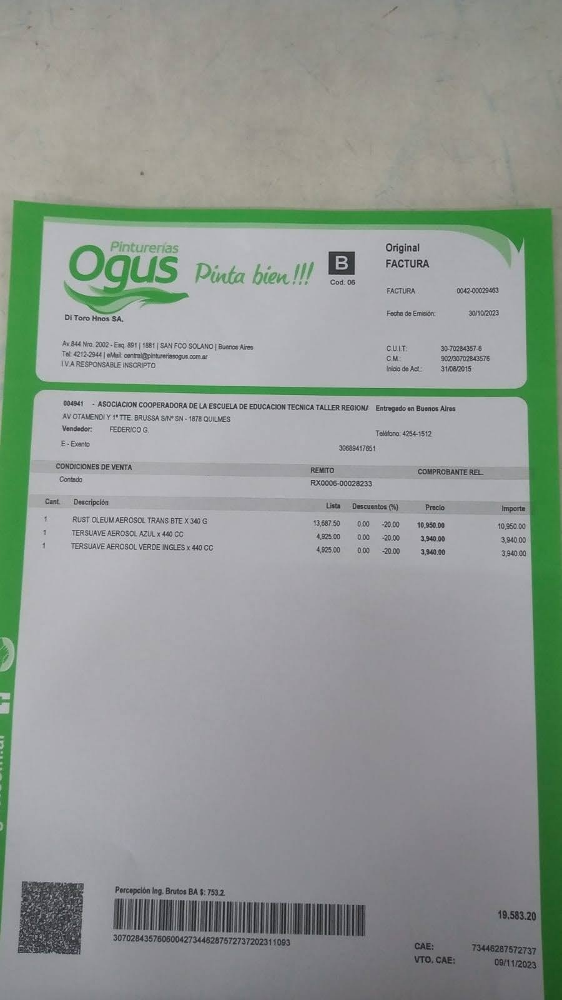 Pinturerías
Ogus Pinta bien!!!
B
Cod. 06
Original
FACTURA
FACTURA 0042-00029463
Fecha de Emisión: 30/10/2023
Di Toro Hnos SA.
Av.844 Nro. 2002 - Esq. 891 | 1881 | SAN FCO SOLANO | Buenos Aires
Tel: 4212-2944 | eMail: central@pintureriasogus.com.ar
I.V.A RESPONSABLE INSCRIPTO
C.U.I.T: 30-70284357-6
C.M.: 902/30702843576
Inicio de Act.: 31/08/2015
004941 - ASOCIACION COOPERADORA DE LA ESCUELA DE EDUCACION TECNICA TALLER REGIONA Entregado en Buenos Aires
AV OTAMENDI Y 1º TTE. BRUSSA S/Nº SN - 1878 QUILMES
Vendedor: FEDERICO G. Teléfono: 4254-1512
E - Exento 30689417651
CONDICIONES DE VENTA REMITO COMPROBANTE REL.
Contado RX0006-00028233
Cant. Descripción Lista Descuentos (%) Precio Importe
1 RUST OLEUM AEROSOL TRANS BTE X 340 G 13,687.50 0.00 -20.00 10,950.00 10,950.00
1 TERSUAVE AEROSOL AZUL x 440 CC 4,925.00 0.00 -20.00 3,940.00 3,940.00
1 TERSUAVE AEROSOL VERDE INGLES x 440 CC 4,925.00 0.00 -20.00 3,940.00 3,940.00
Percepción Ing. Brutos BA $: 753.2
19,583.20
3070284357606004273446287572737202311093
CAE: 73446287572737
VTO. CAE: 09/11/2023